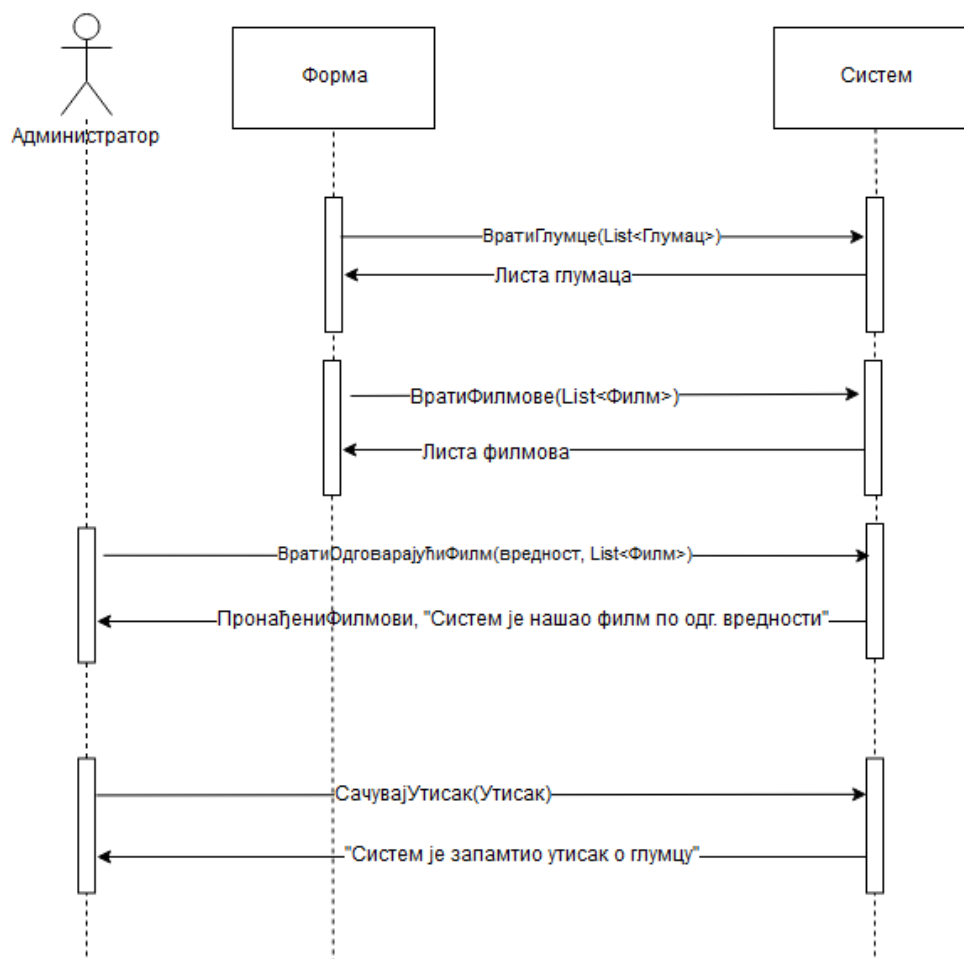 Форма
Систем
Администратор
ВратиГлумце(List<Глумац>)
Листа глумаца
ВратиФилмове(List<Филм>)
Листа филмова
ВратиОдговарајућиФилм(вредност, List<Филм>)
ПронађениФилмови, "Систем је нашао филм по одг. вредности"
СачувајУтисак(Утисак)
"Систем је запамтио утисак о глумцу"